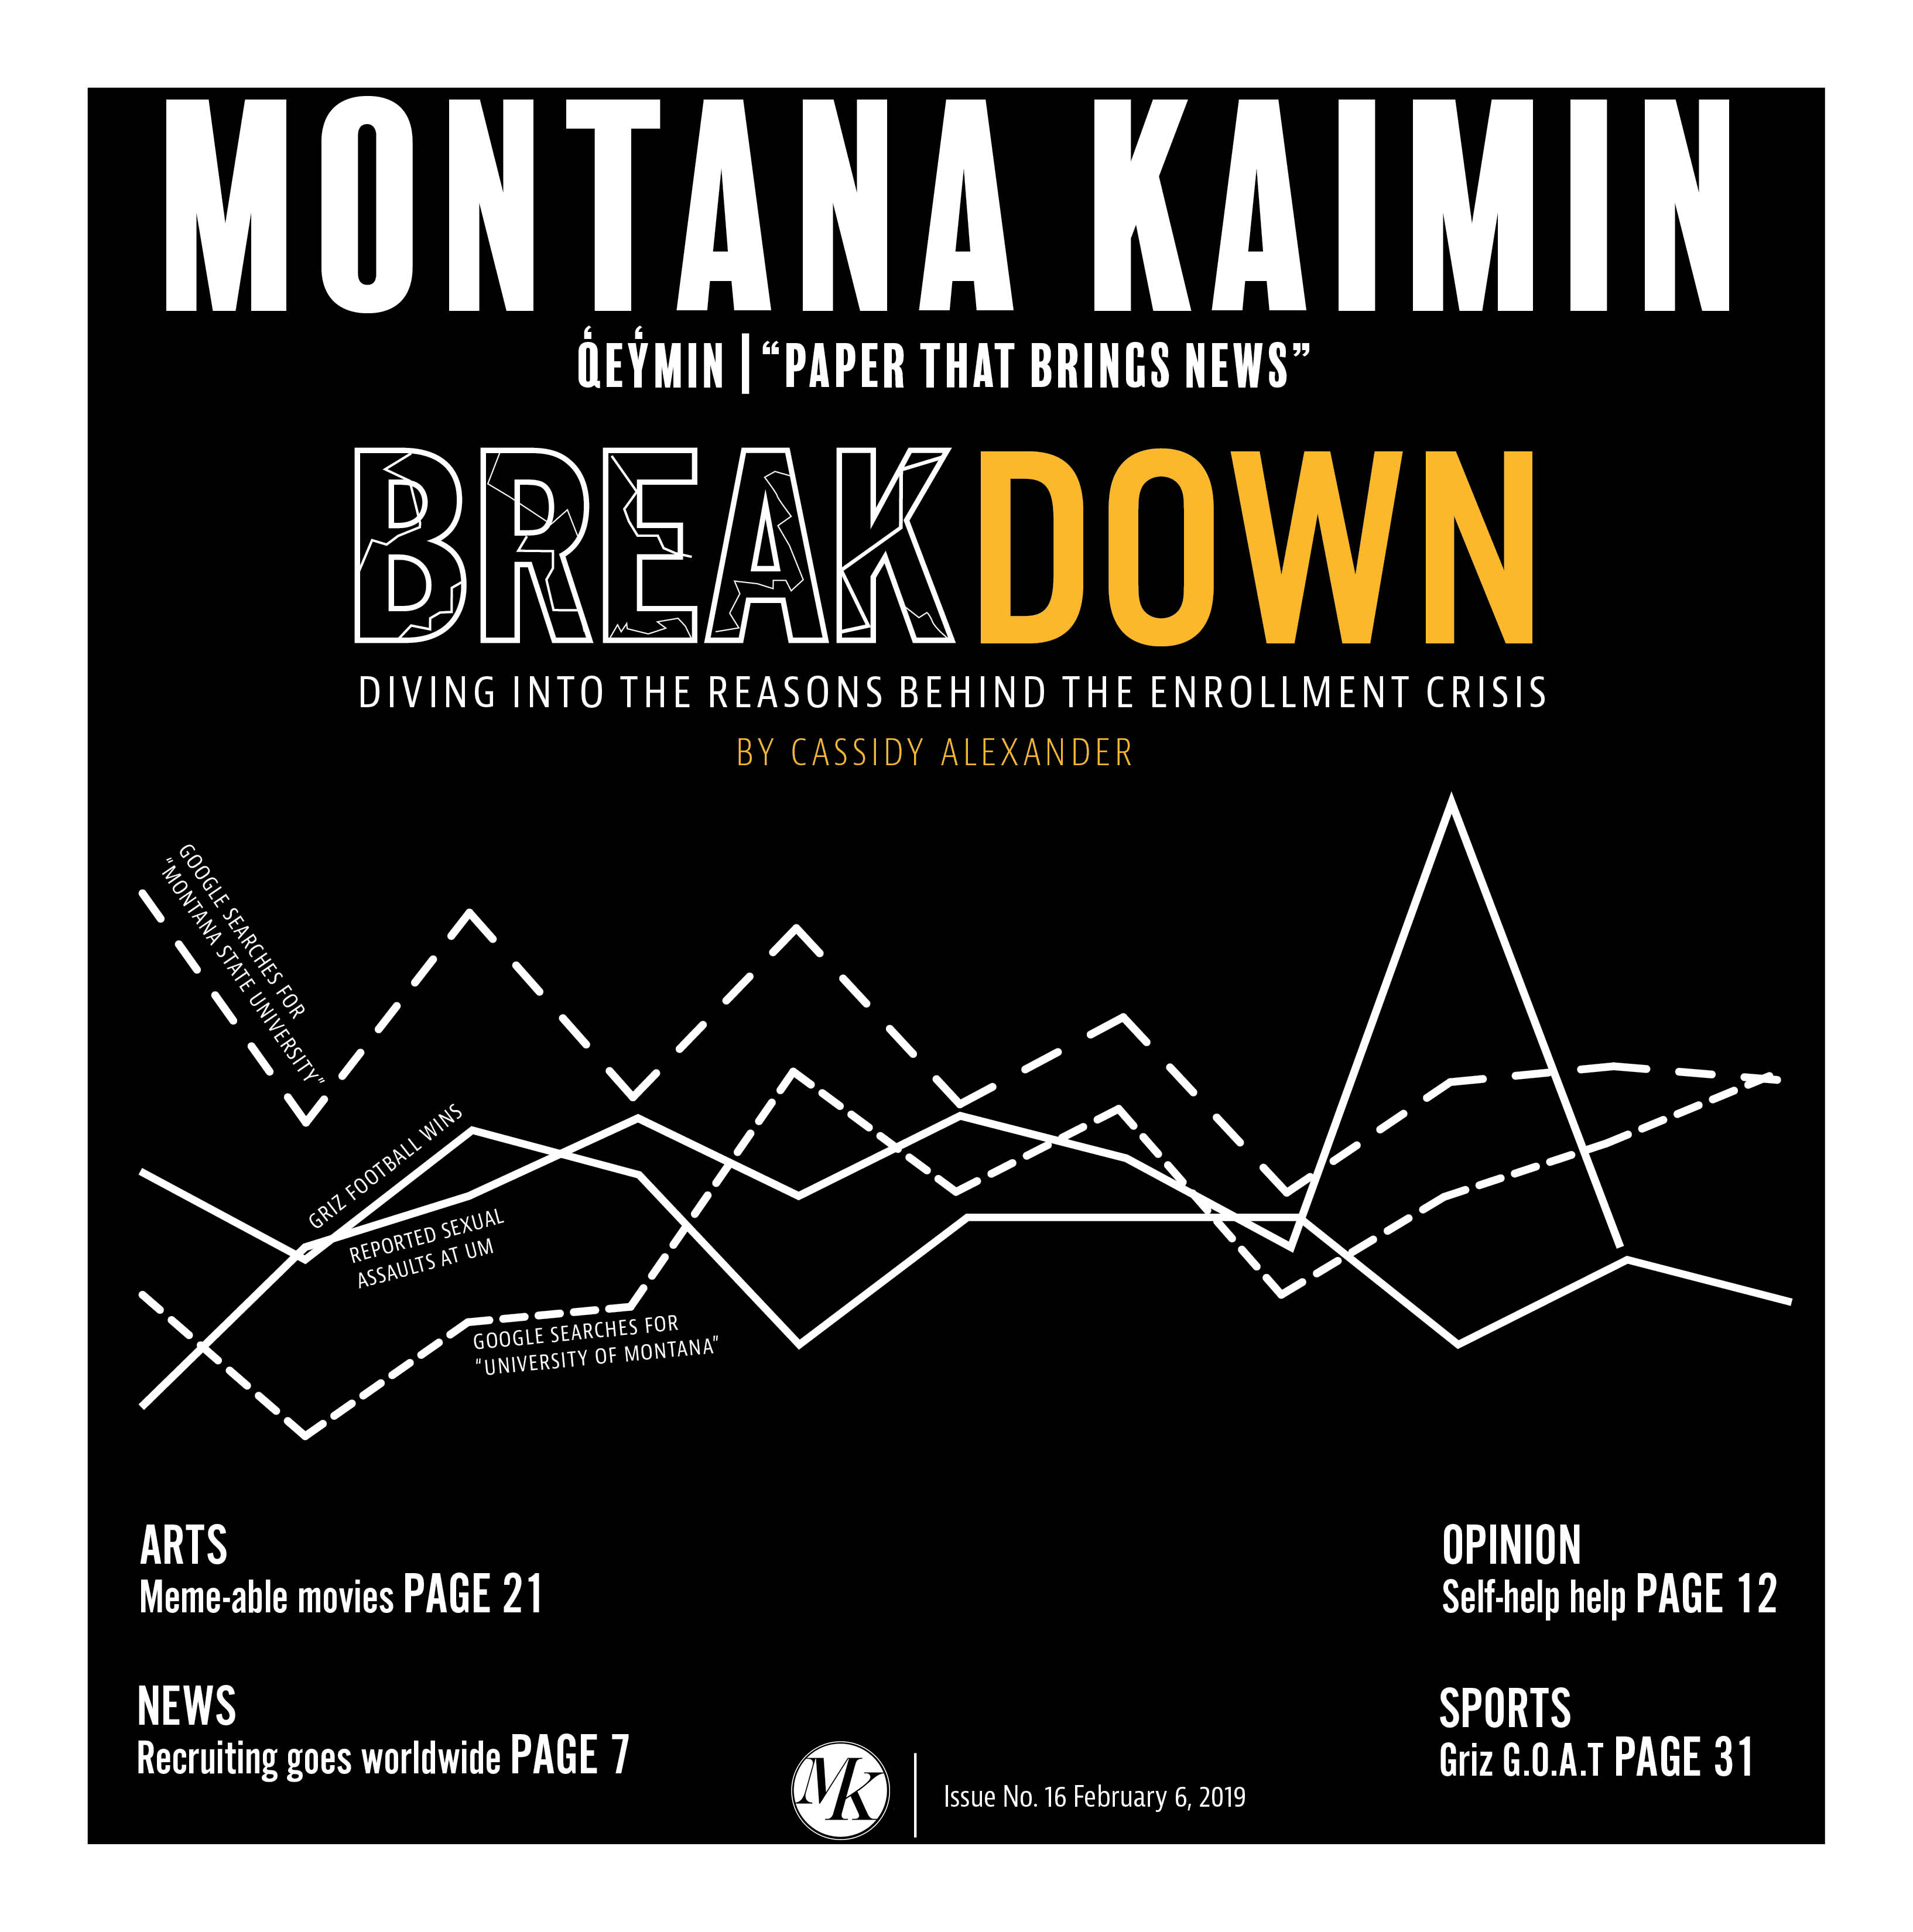 MONTANA KAIMIN
Q̓EY̓MIN | “PAPER THAT BRINGS NEWS”
BREAKDOWN
DIVING INTO THE REASONS BEHIND THE ENROLLMENT CRISIS
BY CASSIDY ALEXANDER
GOOGLE SEARCHES FOR
“MONTANA STATE UNIVERSITY”
GRIZ FOOTBALL WINS
REPORTED SEXUAL
ASSAULTS AT UM
GOOGLE SEARCHES FOR
“UNIVERSITY OF MONTANA”
ARTS
Meme-able movies PAGE 21
NEWS
Recruiting goes worldwide PAGE 7
OPINION
Self-help help PAGE 12
SPORTS
Griz G.O.A.T PAGE 31
MK
Issue No. 16 February 6, 2019